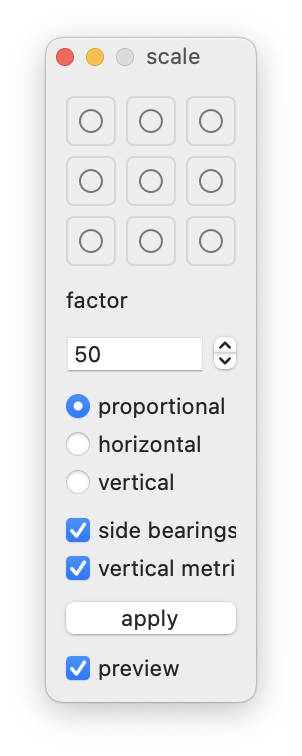 scale
factor
50
proportional
horizontal
vertical
side bearings
vertical metri
apply
preview